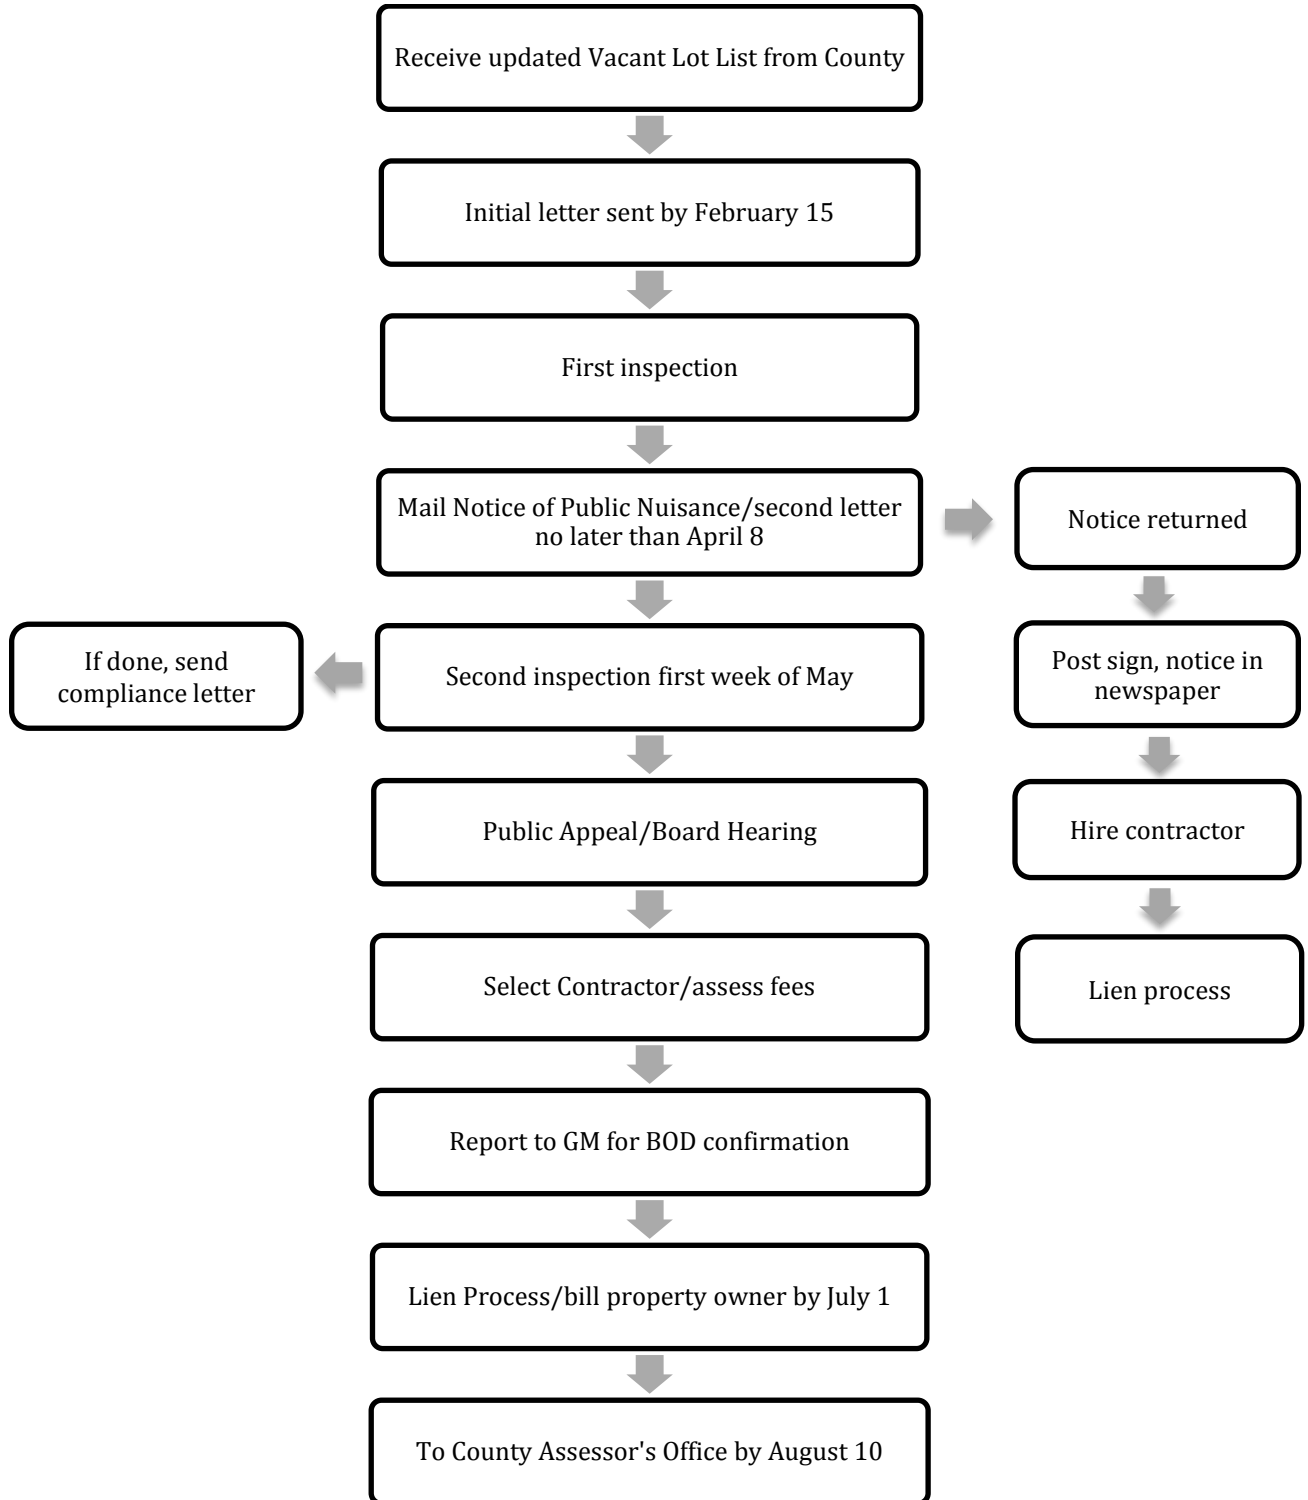 Receive updated Vacant Lot List from County
Initial letter sent by February 15
First inspection
Mail Notice of Public Nuisance/second letter
no later than April 8
Notice returned
If done, send
compliance letter
Second inspection first week of May
Post sign, notice in
newspaper
Public Appeal/Board Hearing
Hire contractor
Select Contractor/assess fees
Lien process
Report to GM for BOD confirmation
Lien Process/bill property owner by July 1
To County Assessor's Office by August 10